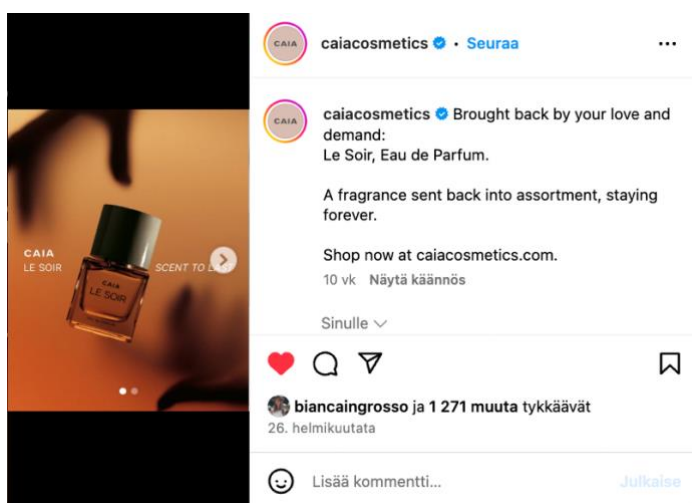 CAIA
LE SOIR
SCENT TO
CAIA
LE SOIR
CAIA
caiacosmetics • Seuraa
CAIA
caiacosmetics Brought back by your love and
demand:
Le Soir, Eau de Parfum.
A fragrance sent back into assortment, staying
forever.
Shop now at caiacosmetics.com.
10 vk Näytä käännös
Sinulle
biancaingrosso ja 1 271 muuta tykkäävät
26. helmikuutata
Lisää kommentti...
Julkaise